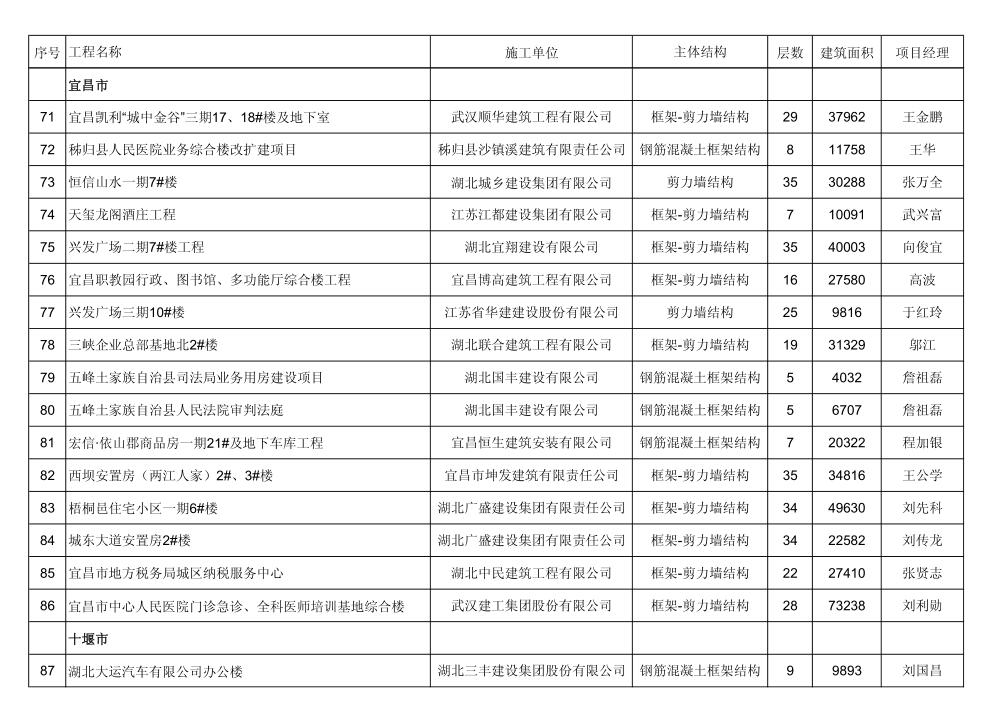 序号 工程名称 施工单位 主体结构 层数 建筑面积 项目经理
宜昌市
71 宜昌凯利“城中金谷”三期17、18#楼及地下室 武汉顺华建筑工程有限公司 框架-剪力墙结构 29 37962 王金鹏
72 秭归县人民医院业务综合楼改扩建项目 秭归县沙镇溪建筑有限责任公司 钢筋混凝土框架结构 8 11758 王华
73 恒信山水一期7#楼 湖北城乡建设集团有限公司 剪力墙结构 35 30288 张万全
74 天玺龙阁酒庄工程 江苏江都建设集团有限公司 框架-剪力墙结构 7 10091 武兴富
75 兴发广场二期7#楼工程 湖北宜翔建设有限公司 框架-剪力墙结构 35 40003 向俊宜
76 宜昌职教园行政、图书馆、多功能厅综合楼工程 宜昌博高建筑工程有限公司 框架-剪力墙结构 16 27580 高波
77 兴发广场三期10#楼 江苏省华建建设股份有限公司 剪力墙结构 25 9816 于红玲
78 三峡企业总部基地北2#楼 湖北联合建筑工程有限公司 框架-剪力墙结构 19 31329 邬江
79 五峰土家族自治县司法局业务用房建设项目 湖北国丰建设有限公司 钢筋混凝土框架结构 5 4032 詹祖磊
80 五峰土家族自治县人民法院审判法庭 湖北国丰建设有限公司 钢筋混凝土框架结构 5 6707 詹祖磊
81 宏信·依山郡商品房一期21#及地下车库工程 宜昌恒生建筑安装有限公司 钢筋混凝土框架结构 7 20322 程加银
82 西坝安置房（两江人家）2#、3#楼 宜昌市坤发建筑有限责任公司 框架-剪力墙结构 35 34816 王公学
83 梧桐邑住宅小区一期6#楼 湖北广盛建设集团有限责任公司 框架-剪力墙结构 34 49630 刘先科
84 城东大道安置房2#楼 湖北广盛建设集团有限责任公司 框架-剪力墙结构 34 22582 刘传龙
85 宜昌市地方税务局城区纳税服务中心 湖北中民建筑工程有限公司 框架-剪力墙结构 22 27410 张贤志
86 宜昌市中心人民医院门诊急诊、全科医师培训基地综合楼 武汉建工集团股份有限公司 框架-剪力墙结构 28 73238 刘利勋
十堰市
87 湖北大运汽车有限公司办公楼 湖北三丰建设集团股份有限公司 钢筋混凝土框架结构 9 9893 刘国昌